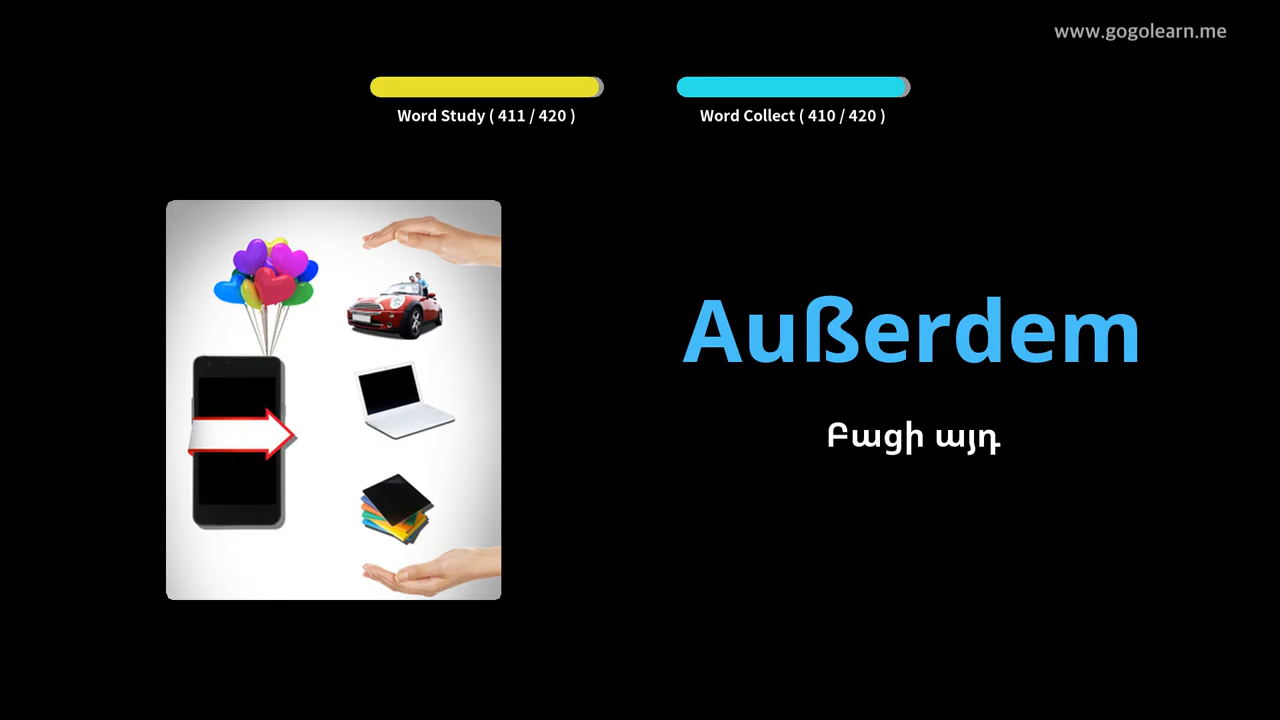 www.gogolearn.me
Word Study ( 411 / 420 )
Word Collect ( 410 / 420 )
Außerdem
Բացի այդ